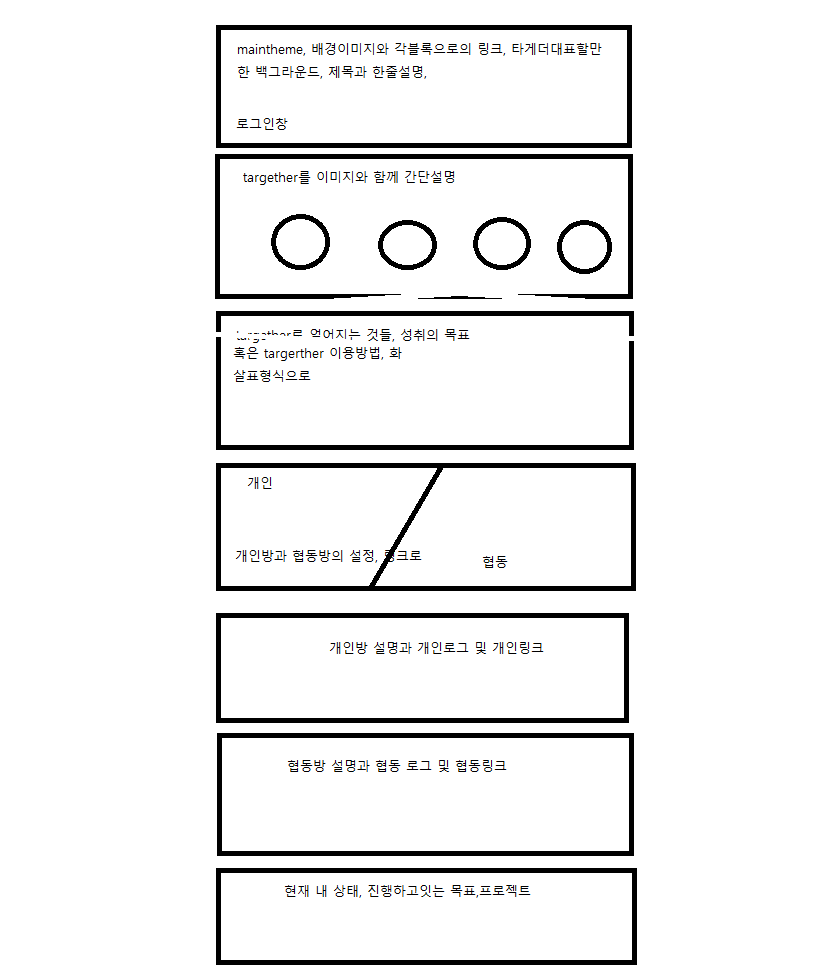 maintheme, 배경이미지와 각블록으로의 링크, 타게더대표할만
한 백그라운드, 제목과 한줄설명,
로그인창
targether를 이미지와 함께 간단설명
targether로 얻어지는 것들, 성취의 목표
혹은 targerther 이용방법, 화
살표형식으로
개인
개인방과 협동방의 설정, 링크로
협동
개인방 설명과 개인로그 및 개인링크
협동방 설명과 협동 로그 및 협동링크
현재 내 상태, 진행하고잇는 목표,프로젝트